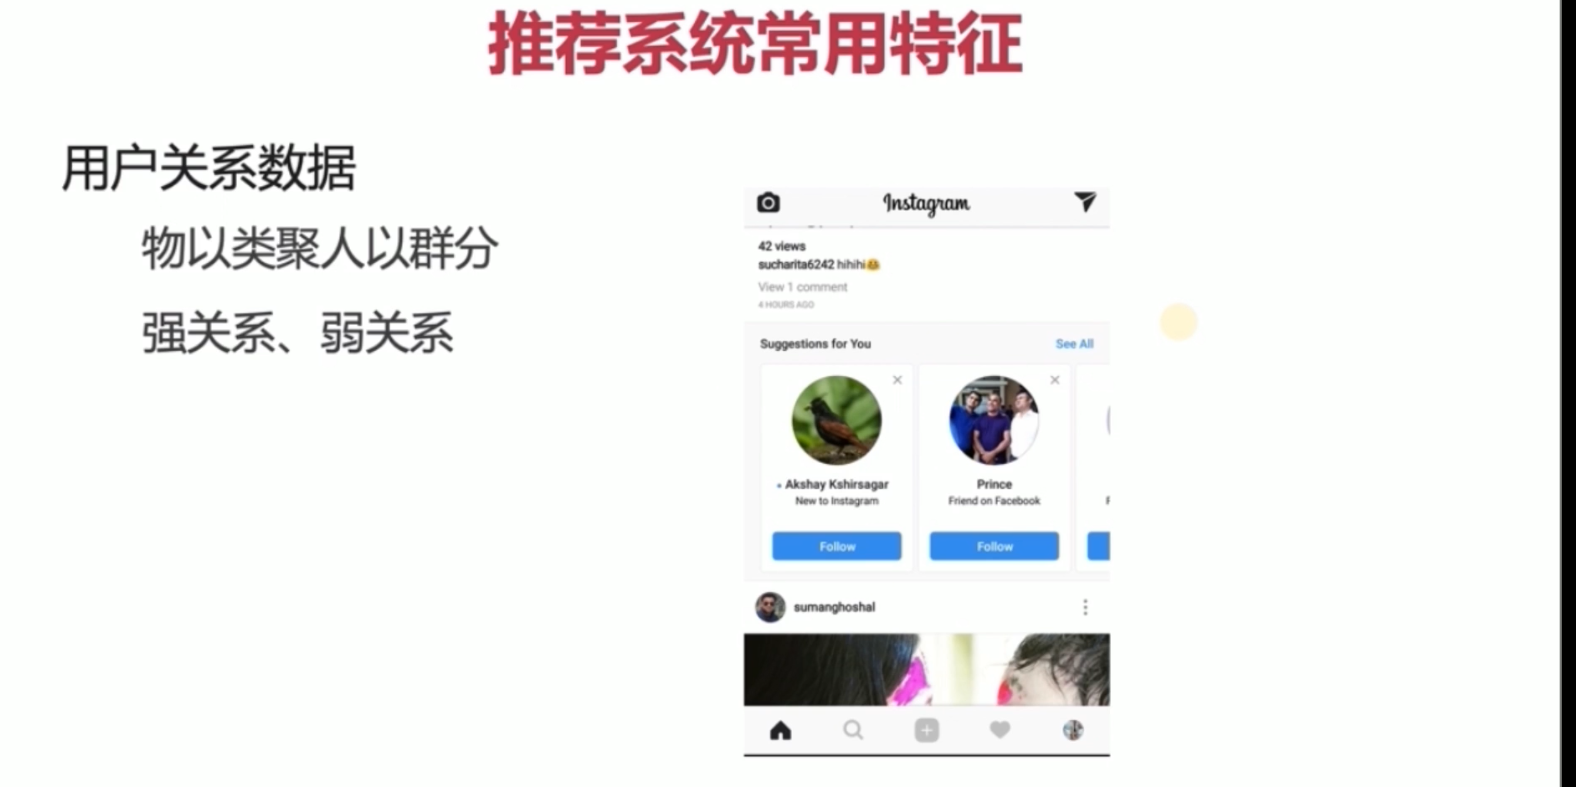 推荐系统常用特征
用户关系数据
物以类聚人以群分
强关系、弱关系
Instagram
42 views
sucharita6242 hihihi
View 1 comment
4 HOURS AGO
Suggestions for You
See All
Akshay Kshirsagar
New to Instagram
Follow
Prince
Friend on Facebook
Follow
sumanghoshal